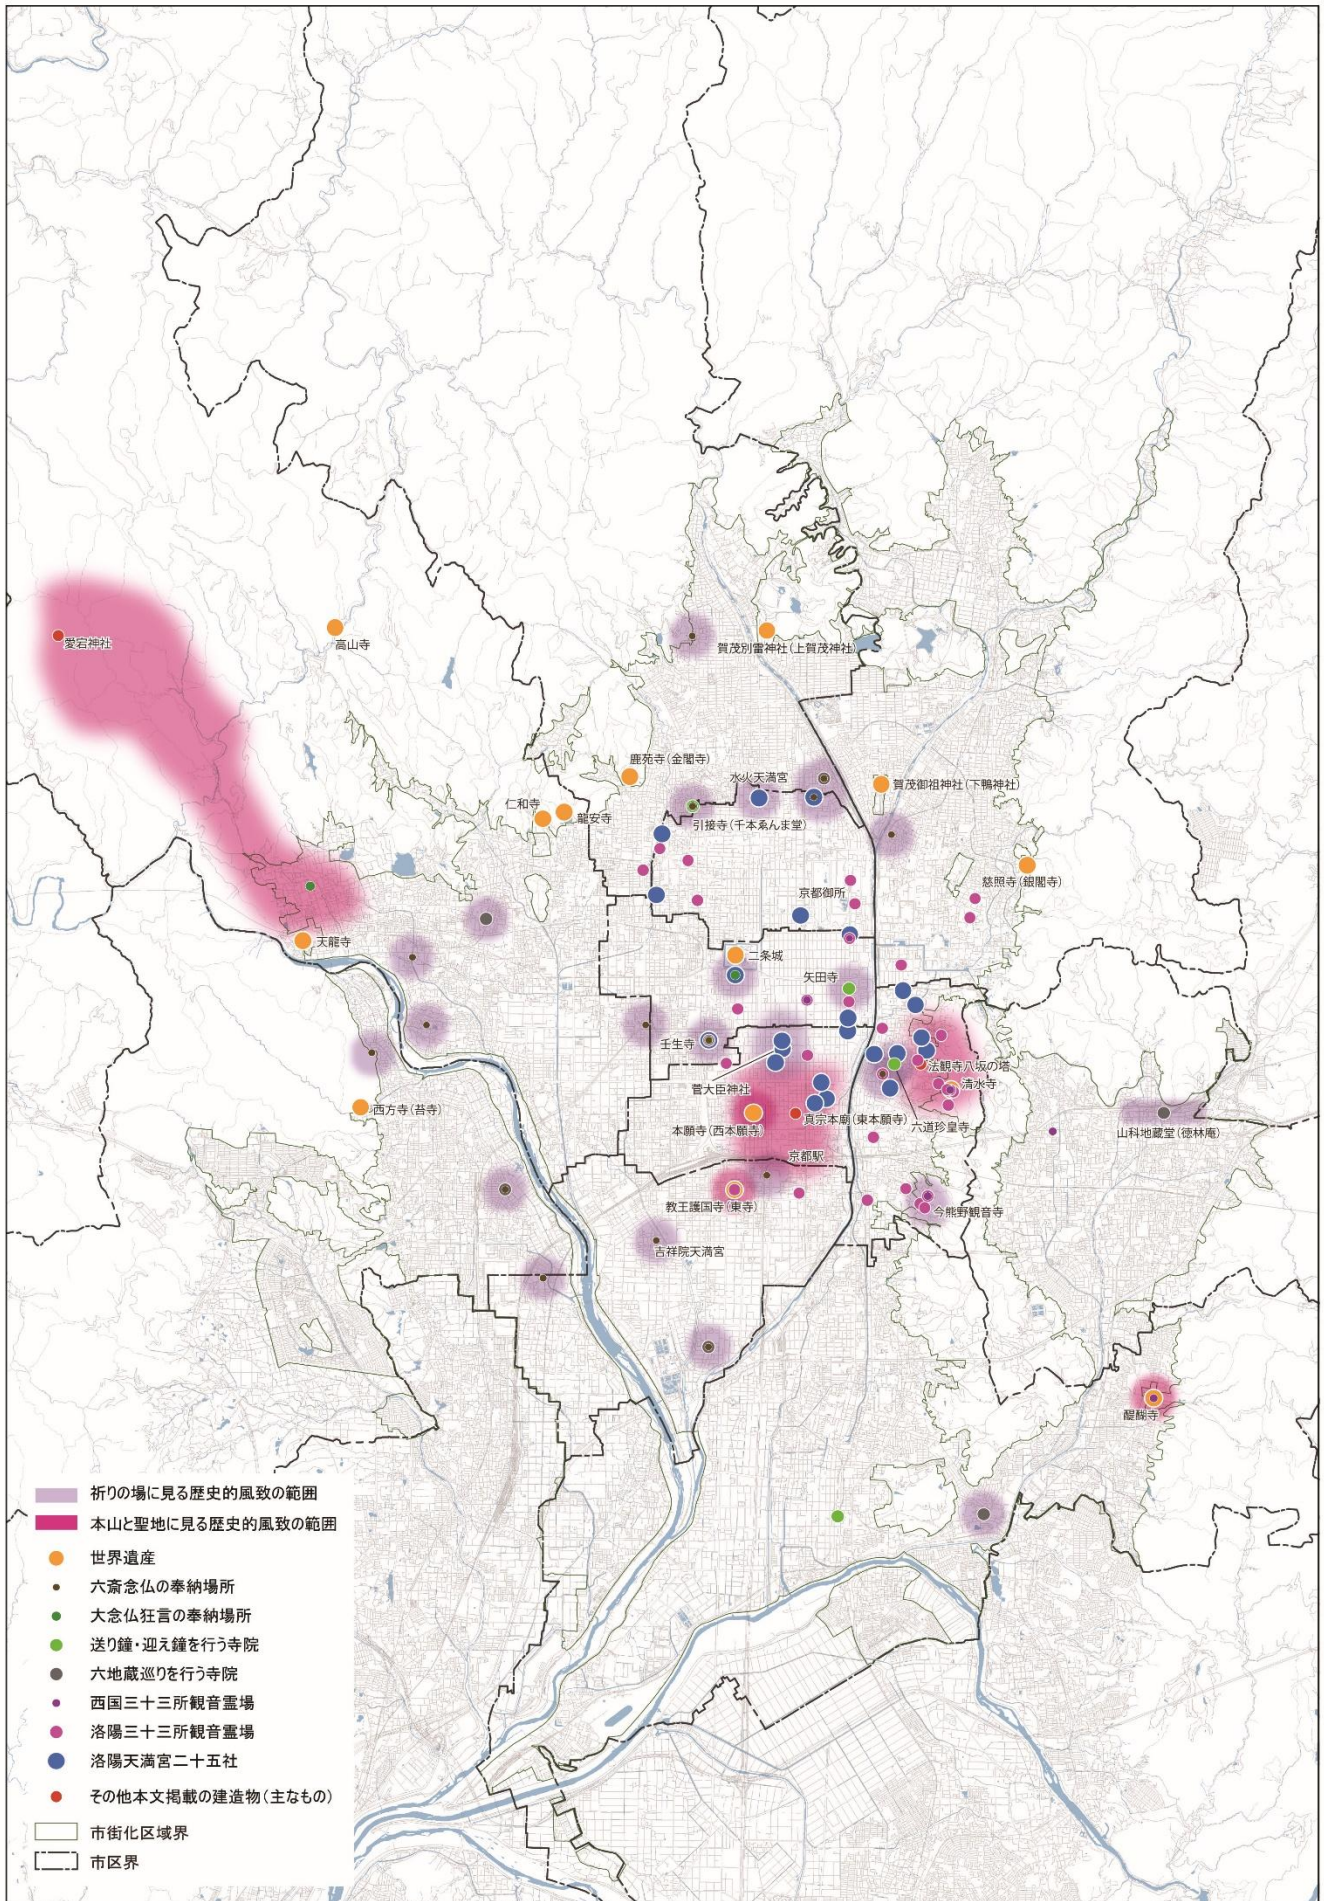 愛宕神社
高山寺
賀茂別雷神社(上賀茂神社)
鹿苑寺(金閣寺)
水火天満宮
賀茂御祖神社(下鴨神社)
仁和寺
龍安寺
引接寺(千本ゑんま堂)
慈照寺(銀閣寺)
京都御所
天龍寺
二条城
矢田寺
壬生寺
法観寺八坂の塔
菅大臣神社
清水寺
西方寺(苔寺)
本願寺(西本願寺)
真宗本廟(東本願寺)
六道珍皇寺
山科地蔵堂(徳林庵)
京都駅
教王護国寺(東寺)
今熊野観音寺
吉祥院天満宮
醍醐寺
祈りの場に見る歴史的風致の範囲
本山と聖地に見る歴史的風致の範囲
世界遺産
六斎念仏の奉納場所
大念仏狂言の奉納場所
送り鐘・迎え鐘を行う寺院
六地蔵巡りを行う寺院
西国三十三所観音霊場
洛陽三十三所観音霊場
洛陽天満宮二十五社
その他本文掲載の建造物(主なもの)
市街化区域界
市区界